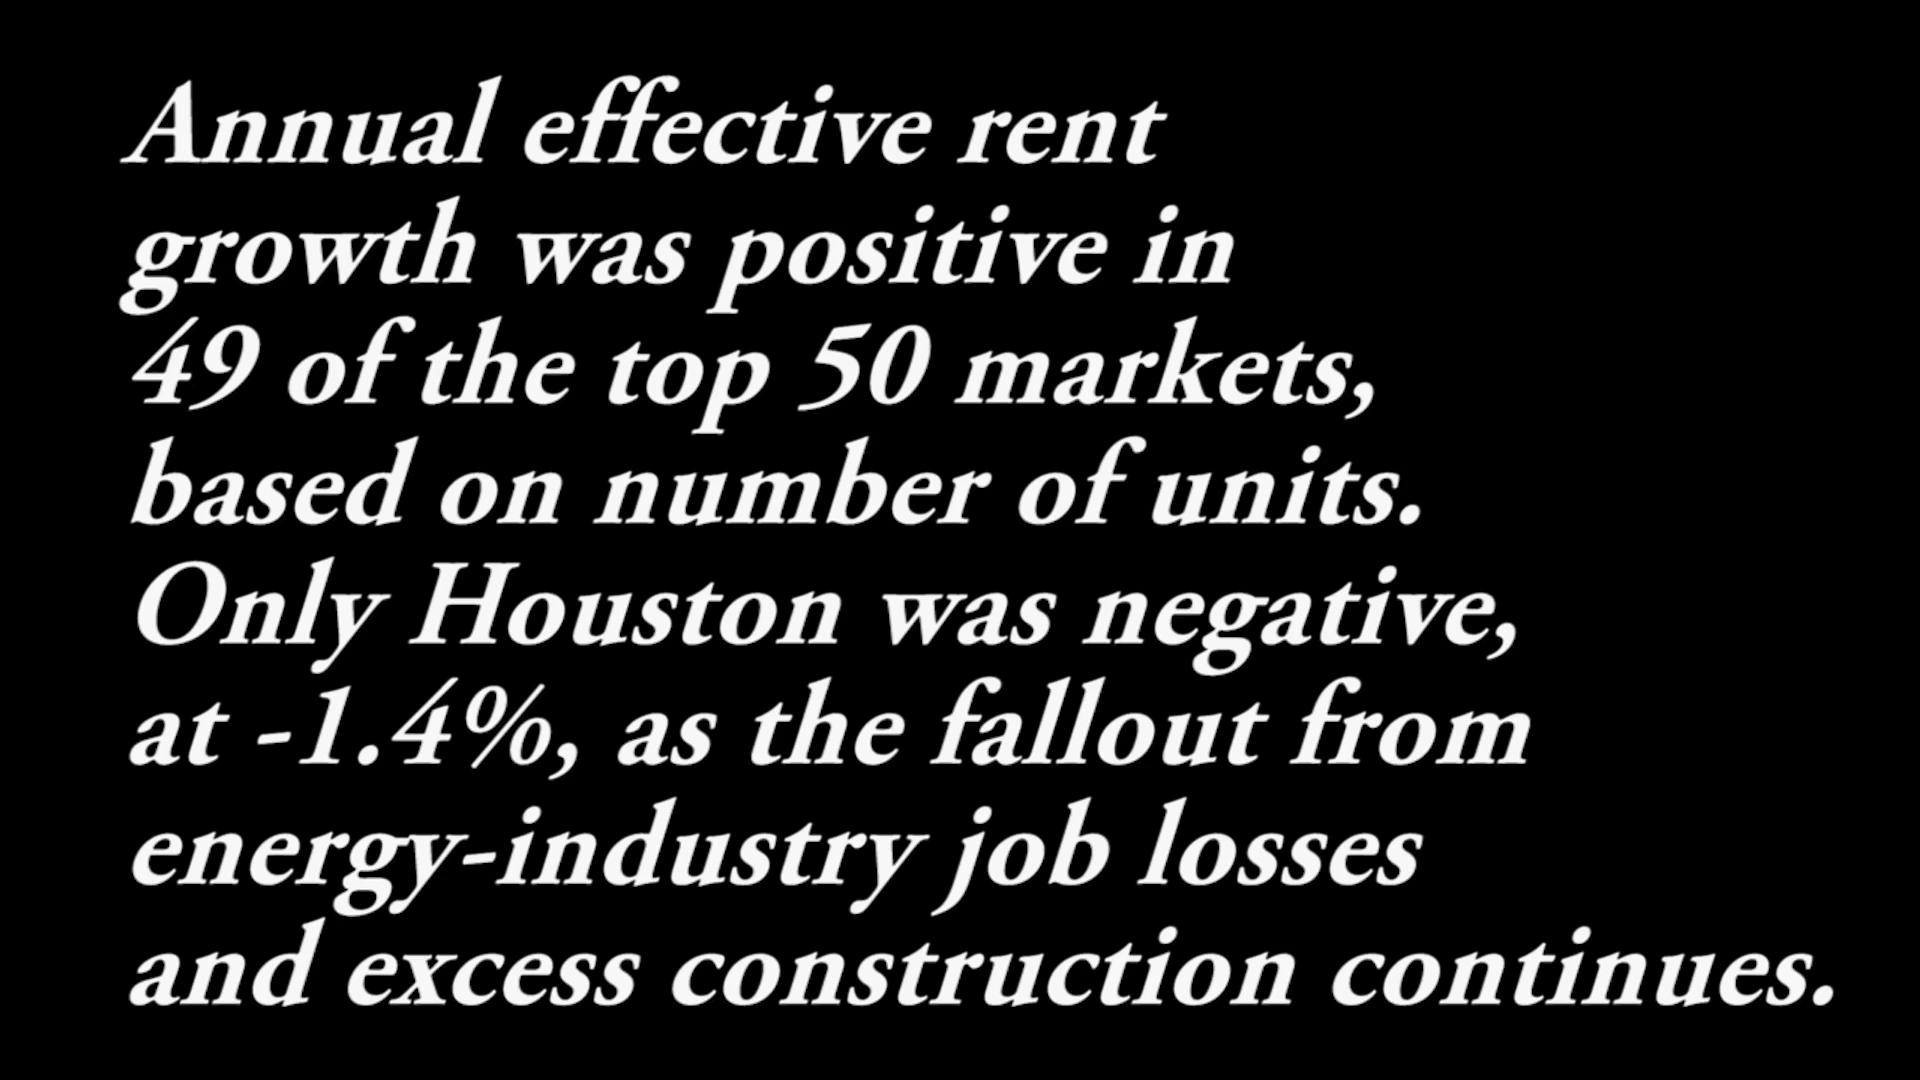 Annual effective rent
growth was positive in
49 of the top 50 markets,
based on number of units.
Only Houston was negative,
at -1.4%, as the fallout from
energy-industry job losses
and excess construction continues.